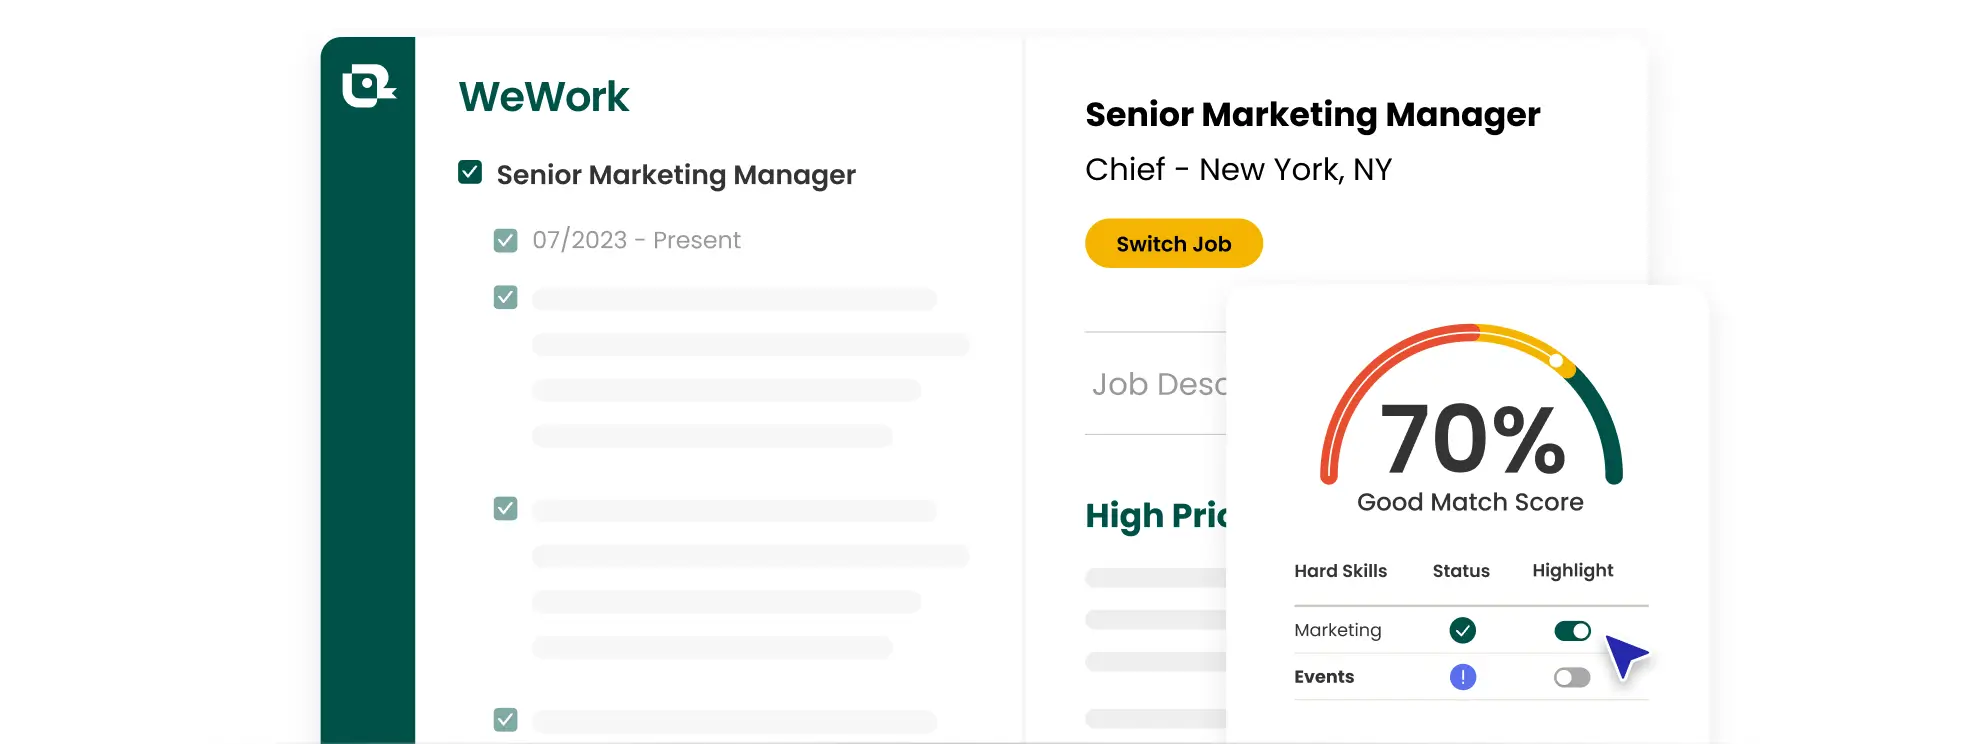 WeWork
Senior Marketing Manager
07/2023 - Present
Senior Marketing Manager
Chief - New York, NY
Switch Job
Job Desc
High Prio
70%
Good Match Score
Hard Skills Status Highlight
Marketing
Events